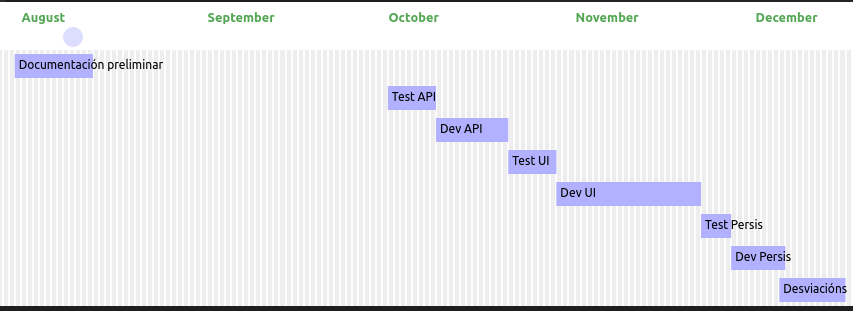 August September October November December
Documentación preliminar
Test API
Dev API
Test UI
Dev UI
Test Persis
Dev Persis
Desviacións